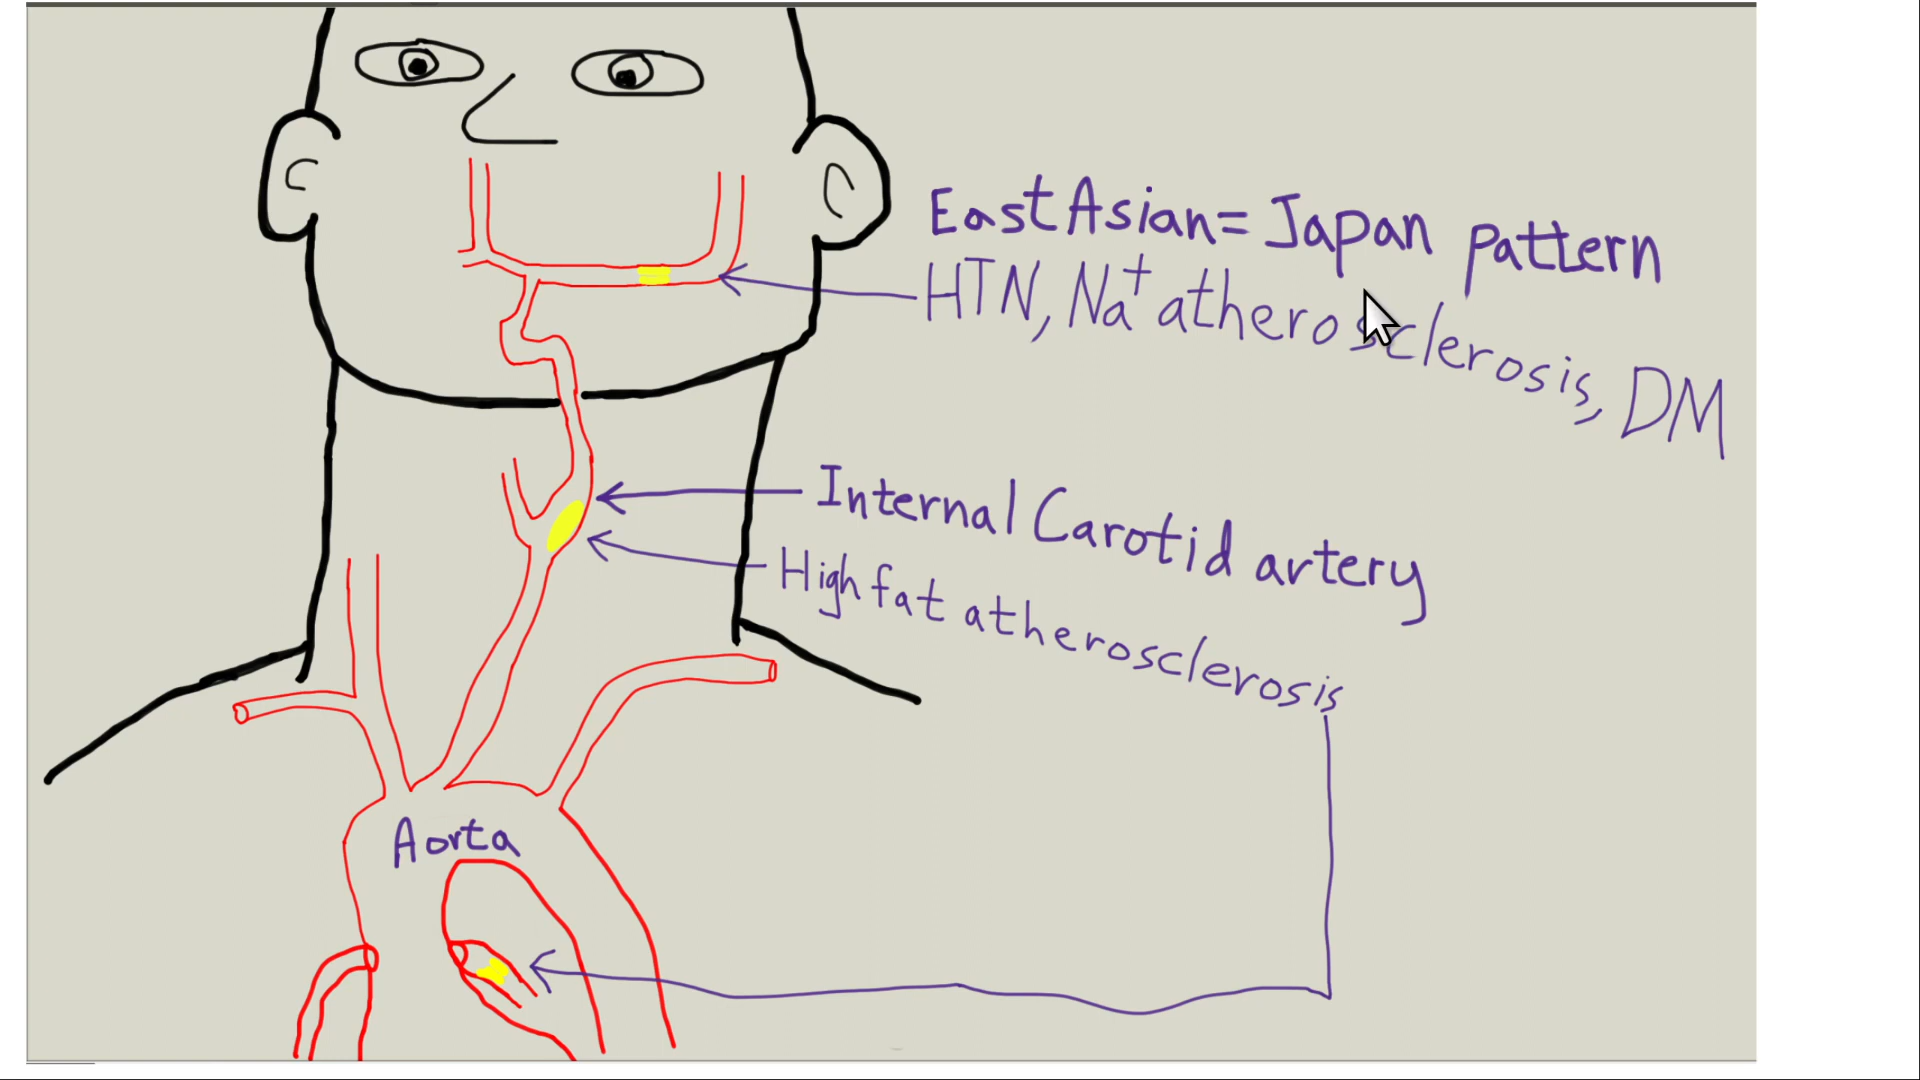 East Asian = Japan pattern
HTN, Na⁺ atherosclerosis, DM
Internal Carotid artery
High fat atherosclerosis
Aorta